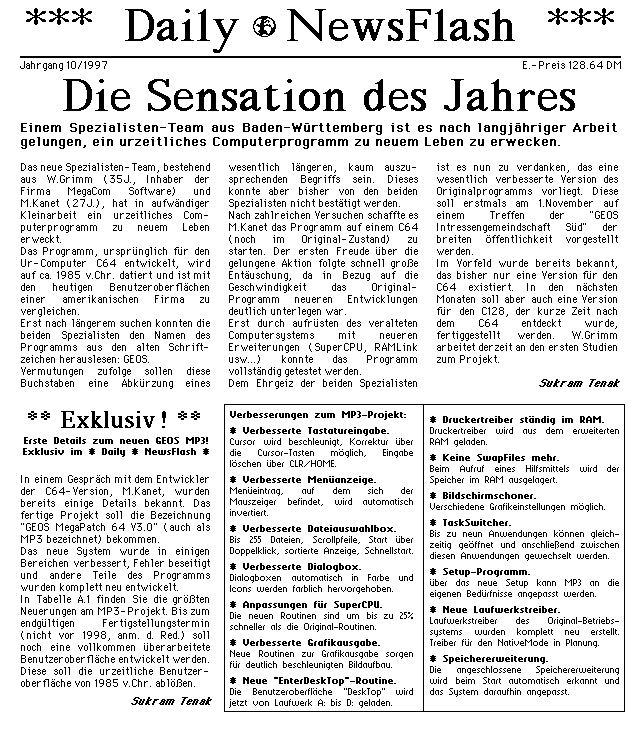 *** Daily NewsFlash ***
Jahrgang 10/1997 E.-Preis 128.64 DM
Die Sensation des Jahres
Einem Spezialisten-Team aus Baden-Württemberg ist es nach langjähriger Arbeit
gelungen, ein urzeitliches Computerprogramm zu neuem Leben zu erwecken.
Das neue Spezialisten-Team, bestehend
aus W.Grimm (35J., Inhaber der
Firma MegaCom Software) und
M.Kanet (27J.), hat in aufwändiger
Kleinarbeit ein urzeitliches Com-
puterprogramm zu neuem Leben
erweckt.
Das Programm, ursprünglich für den
Ur-Computer C64 entwickelt, wird
auf ca. 1985 v.Chr. datiert und ist mit
den heutigen Benutzeroberflächen
einer amerikanischen Firma zu
vergleichen.
Erst nach längerem suchen konnten die
beiden Spezialisten den Namen des
Programms aus den alten Schrift-
zeichen herauslesen: GEOS.
Vermutungen zufolge sollen diese
Buchstaben eine Abkürzung eines
wesentlich längeren, kaum auszu-
sprechenden Begriffs sein. Dieses
konnte aber bisher von den beiden
Spezialisten nicht bestätigt werden.
Nach zahlreichen Versuchen schaffte es
M.Kanet das Programm auf einem C64
(noch im Original-Zustand) zu
starten. Der ersten Freude über die
gelungene Aktion folgte schnell große
Entäuschung, da in Bezug auf die
Geschwindigkeit das Original-
Programm neueren Entwicklungen
deutlich unterlegen war.
Erst durch aufrüsten des veralteten
Computersystems mit neueren
Erweiterungen (SuperCPU, RAMLink
usw...) konnte das Programm
vollständig getestet werden.
Dem Ehrgeiz der beiden Spezialisten
ist es nun zu verdanken, das eine
wesentlich verbesserte Version des
Originalprogramms vorliegt. Diese
soll erstmals am 1.November auf
einem Treffen der "GEOS
Intressengemeindschaft Süd" der
breiten öffentlichkeit vorgestellt
werden.
Im Vorfeld wurde bereits bekannt,
das bisher nur eine Version für den
C64 existiert. In den nächsten
Monaten soll aber auch eine Version
für den C128, der kurze Zeit nach
dem C64 entdeckt wurde,
fertiggestellt werden. W.Grimm
arbeitet derzeit an den ersten Studien
zum Projekt.
Sukram Tenak
** Exklusiv! **
Erste Details zum neuen GEOS MP3!
Exklusiv im * Daily * NewsFlash *
In einem Gespräch mit dem Entwickler
der C64-Version, M.Kanet, wurden
bereits einige Details bekannt. Das
fertige Projekt soll die Bezeichnung
"GEOS MegaPatch 64 V3.0" (auch als
MP3 bezeichnet) bekommen.
Das neue System wurde in einigen
Bereichen verbessert, Fehler beseitigt
und andere Teile des Programms
wurden komplett neu entwickelt.
In Tabelle A.1 finden Sie die größten
Neuerungen am MP3-Projekt. Bis zum
endgültigen Fertigstellungstermin
(nicht vor 1998, anm. d. Red.) soll
noch eine vollkommen überarbeitete
Benutzeroberfläche entwickelt werden.
Diese soll die urzeitliche Benutzer-
oberfläche von 1985 v.Chr. ablößen.
Sukram Tenak
Verbesserungen zum MP3-Projekt:
* Verbesserte Tastatureingabe.
Cursor wird beschleunigt, Korrektur über
die Cursor-Tasten möglich, Eingabe
löschen über CLR/HOME.
* Verbesserte Menüanzeige.
Menüeintrag, auf dem sich der
Mauszeiger befindet, wird automatisch
invertiert.
* Verbesserte Dateiauswahlbox.
Bis 255 Dateien, Scrollpfeile, Start über
Doppelklick, sortierte Anzeige, Schnellstart.
* Verbesserte Dialogbox.
Dialogboxen automatisch in Farbe und
Icons werden farblich hervorgehoben.
* Anpassungen für SuperCPU.
Die neuen Routinen sind um bis zu 25%
schneller als die Original-Routinen.
* Verbesserte Grafikausgabe.
Neue Routinen zur Grafikausgabe sorgen
für deutlich beschleunigten Bildaufbau.
* Neue "EnterDeskTop"-Routine.
Die Benutzeroberfläche "DeskTop" wird
jetzt von Laufwerk A: bis D: geladen.
* Druckertreiber ständig im RAM.
Druckertreiber wird aus dem erweiterten
RAM geladen.
* Keine SwapFiles mehr.
Beim Aufruf eines Hilfsmittels wird der
Speicher im RAM ausgelagert.
* Bildschirmschoner.
Verschiedene Grafikeinstellungen möglich.
* TaskSwitcher.
Bis zu neun Anwendungen können gleich-
zeitig geöffnet und anschließend zwischen
diesen Anwendungen gewechselt werden.
* Setup-Programm.
über das neue Setup kann MP3 an die
eigenen Bedürfnisse angepasst werden.
* Neue Laufwerkstreiber.
Laufwerkstreiber des Original-Betriebs-
systems wurden komplett neu erstellt.
Treiber für den NativeMode in Planung.
* Speichererweiterung.
Die angeschlossene Speichererweiterung
wird beim Start automatisch erkannt und
das System daraufhin angepasst.